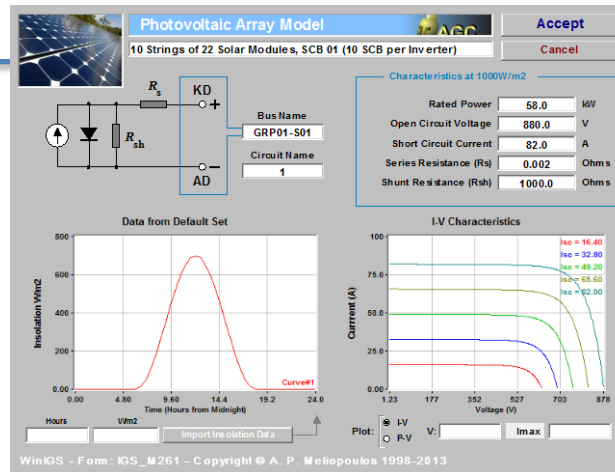 Photovoltaic Array Model
AGC
Accept
10 Strings of 22 Solar Modules, SCB 01 (10 SCB per Inverter)
Cancel
Rs
KD
+
Rsh
AD
−
Bus Name
GRP01-S01
Circuit Name
1
Characteristics at 1000W/m2
Rated Power 58.0 kW
Open Circuit Voltage 880.0 V
Short Circuit Current 82.0 A
Series Resistance (Rs) 0.002 Ohms
Shunt Resistance (Rsh) 1000.0 Ohms
Data from Default Set
Insolation W/m2
800
600
400
200
0.00
0.00 4.80 9.60 14.4 19.2 24.0
Time (Hours from Midnight)
Curve#1
Hours W/m2
Import Insolation Data
I-V Characteristics
Currrent (A)
100
75.0
50.0
25.0
0.00
Isc = 16.40
Isc = 32.80
Isc = 49.20
Isc = 65.60
Isc = 82.00
1.23 177 352 527 703 878
Voltage (V)
Plot: I-V
P-V
V: Imax
WinIGS - Form: IGS_M261 - Copyright © A. P. Meliopoulos 1998-2013